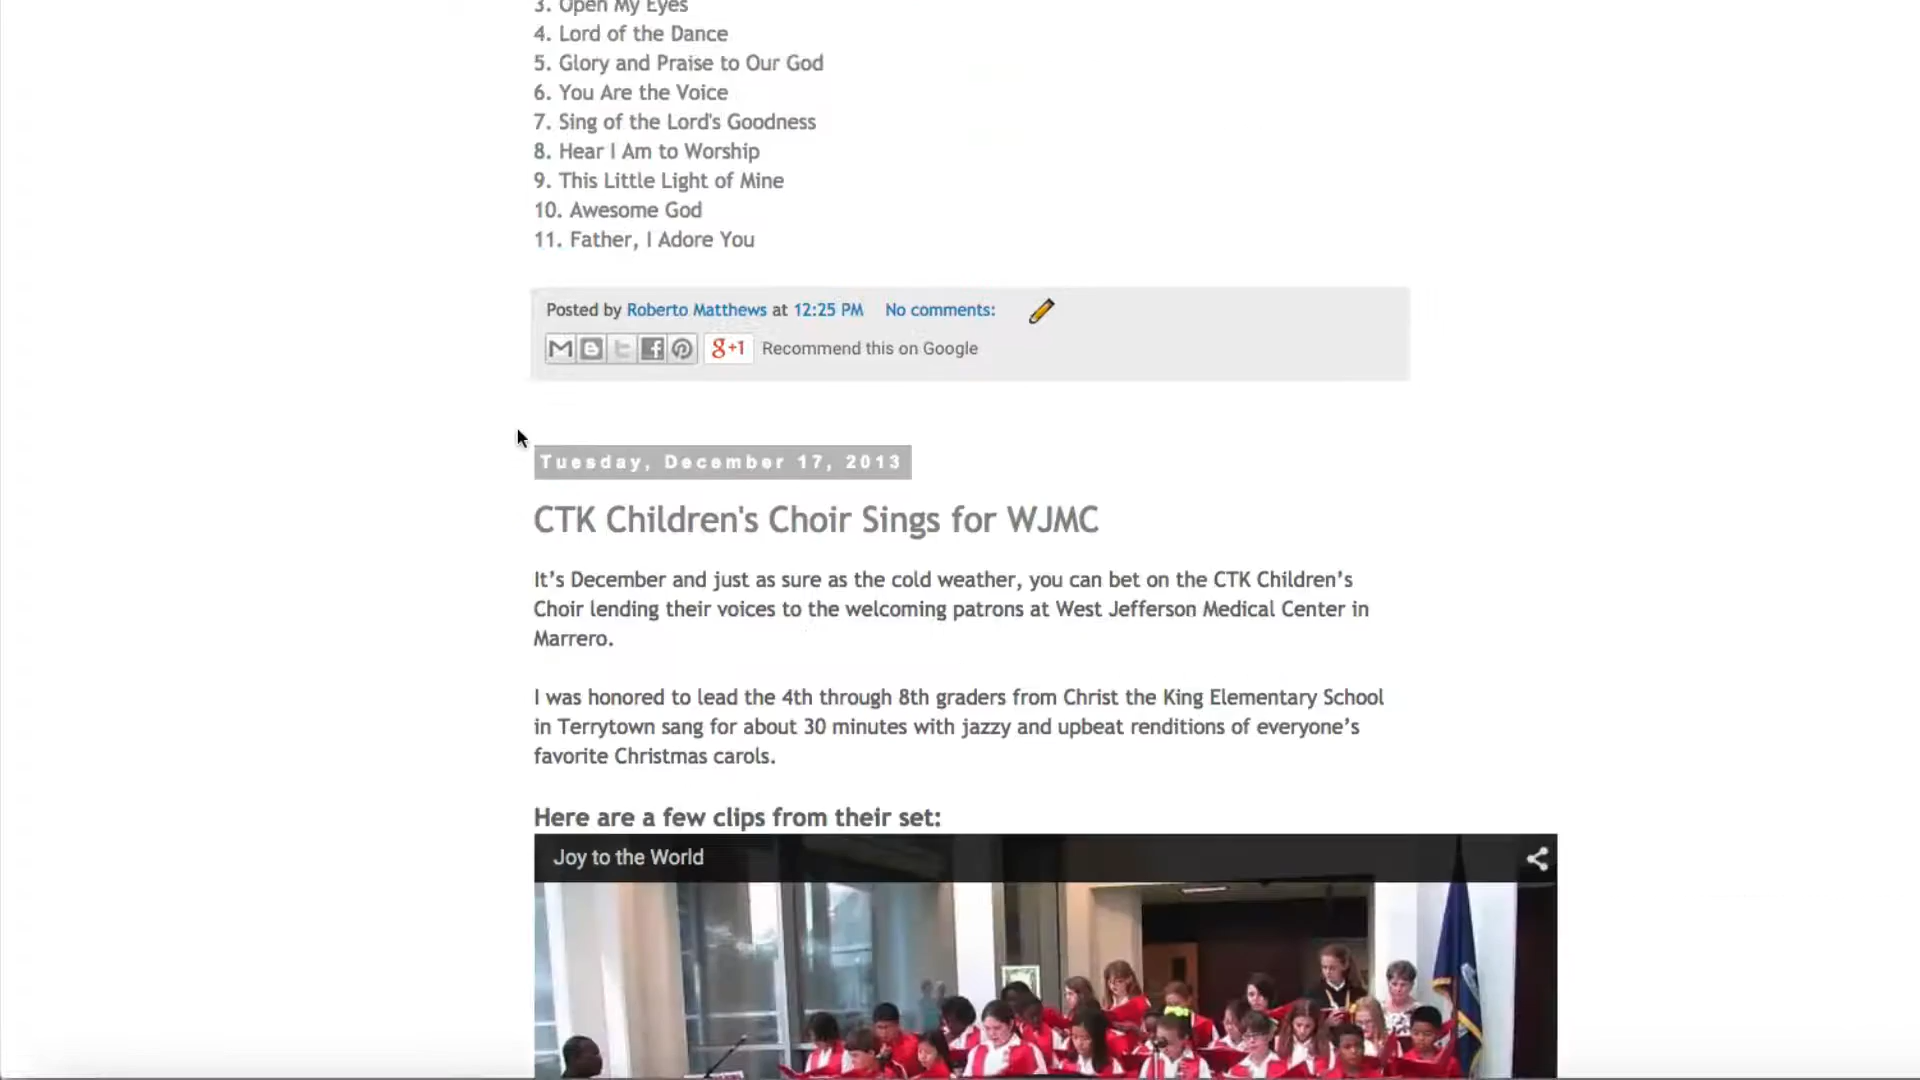 3. Open My Eyes
4. Lord of the Dance
5. Glory and Praise to Our God
6. You Are the Voice
7. Sing of the Lord's Goodness
8. Hear I Am to Worship
9. This Little Light of Mine
10. Awesome God
11. Father, I Adore You
Posted by Roberto Matthews at 12:25 PM No comments:
g+1 Recommend this on Google
Tuesday, December 17, 2013
CTK Children's Choir Sings for WJMC
It’s December and just as sure as the cold weather, you can bet on the CTK Children’s
Choir lending their voices to the welcoming patrons at West Jefferson Medical Center in
Marrero.
I was honored to lead the 4th through 8th graders from Christ the King Elementary School
in Terrytown sang for about 30 minutes with jazzy and upbeat renditions of everyone’s
favorite Christmas carols.
Here are a few clips from their set:
Joy to the World